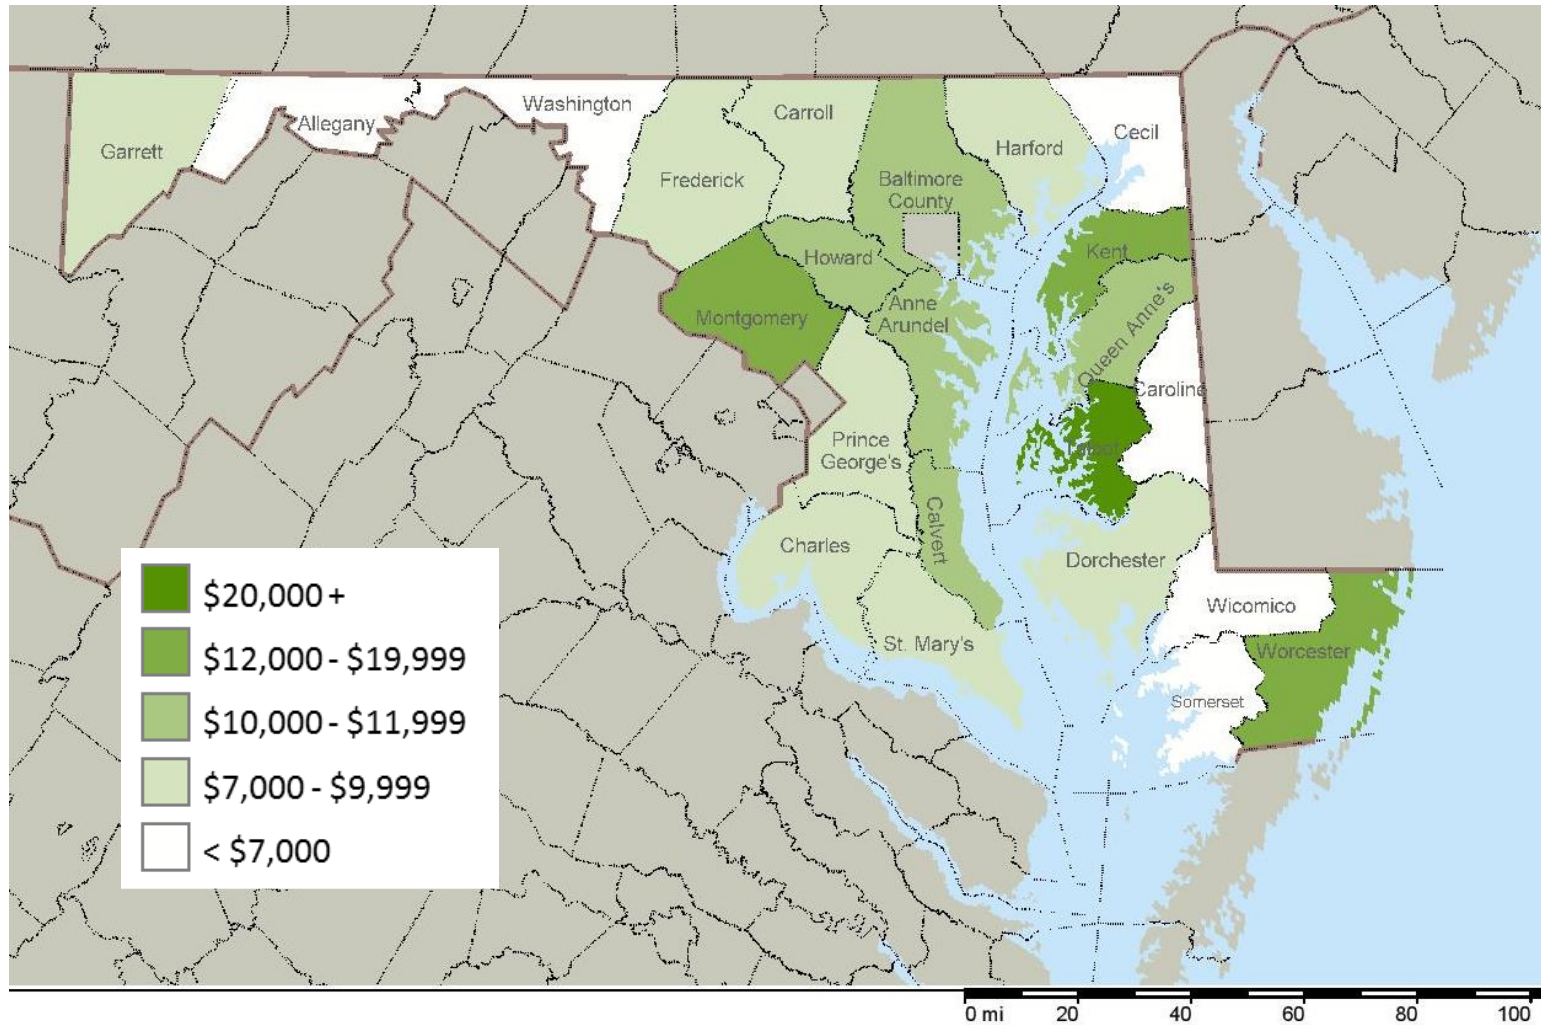 Washington
Allegany
Garrett
Frederick
Carroll
Baltimore
County
Harford
Cecil
Howard
Kent
Anne
Arundel
Montgomery
Queen Anne's
Caroline
Talbot
Prince
George's
Calvert
Charles
Dorchester
St. Mary's
Wicomico
Worcester
Somerset
$20,000 +
$12,000 - $19,999
$10,000 - $11,999
$7,000 - $9,999
< $7,000
0 mi 20 40 60 80 100